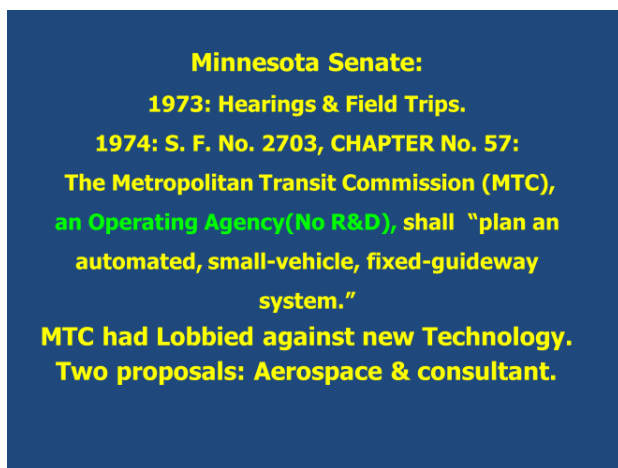 Minnesota Senate:
1973: Hearings & Field Trips.
1974: S. F. No. 2703, CHAPTER No. 57:
The Metropolitan Transit Commission (MTC),
an Operating Agency(No R&D), shall “plan an
automated, small-vehicle, fixed-guideway
system.”
MTC had Lobbied against new Technology.
Two proposals: Aerospace & consultant.